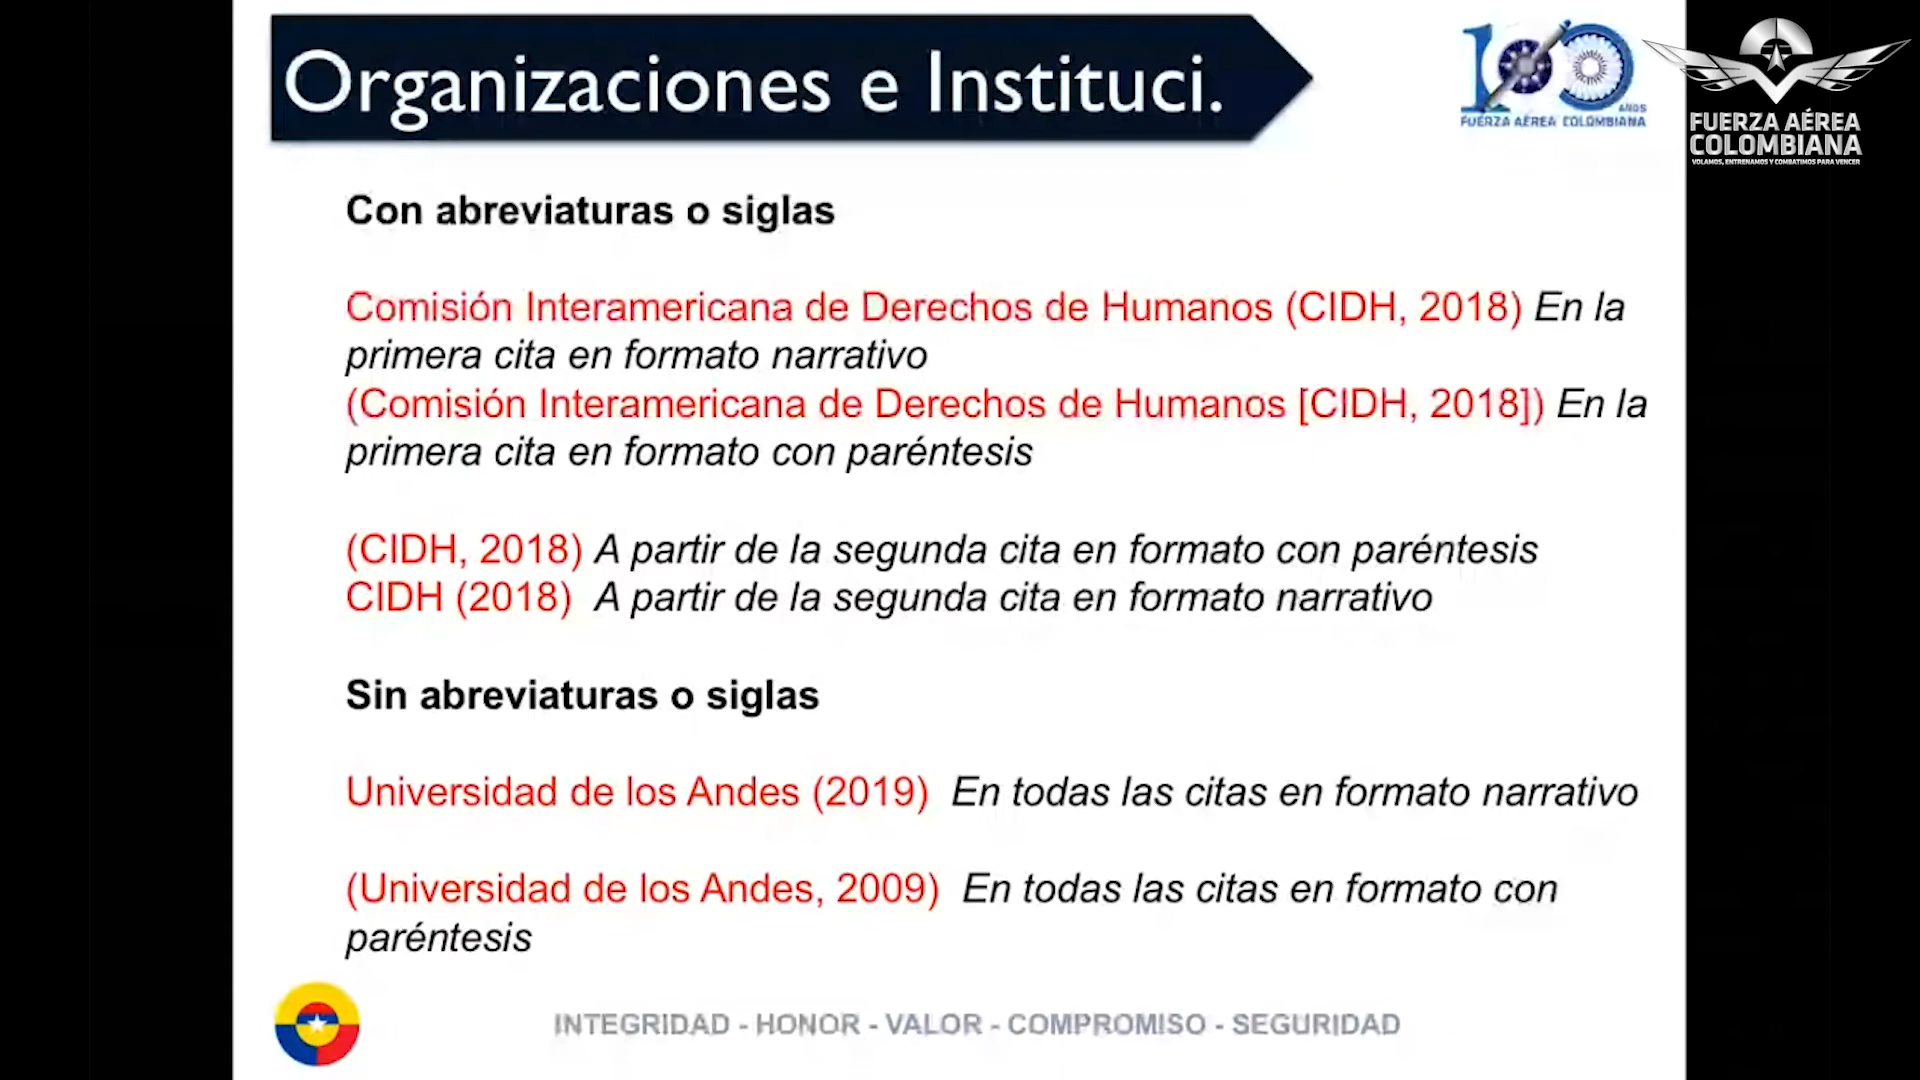 Organizaciones e Instituci.
100
AÑOS
FUERZA AÉREA COLOMBIANA
FUERZA AÉREA
COLOMBIANA
VOLAMOS, ENTRENAMOS Y COMBATIMOS PARA VENCER
Con abreviaturas o siglas
Comisión Interamericana de Derechos de Humanos (CIDH, 2018) En la
primera cita en formato narrativo
(Comisión Interamericana de Derechos de Humanos [CIDH, 2018]) En la
primera cita en formato con paréntesis
(CIDH, 2018) A partir de la segunda cita en formato con paréntesis
CIDH (2018) A partir de la segunda cita en formato narrativo
Sin abreviaturas o siglas
Universidad de los Andes (2019) En todas las citas en formato narrativo
(Universidad de los Andes, 2009) En todas las citas en formato con
paréntesis
INTEGRIDAD - HONOR - VALOR - COMPROMISO - SEGURIDAD